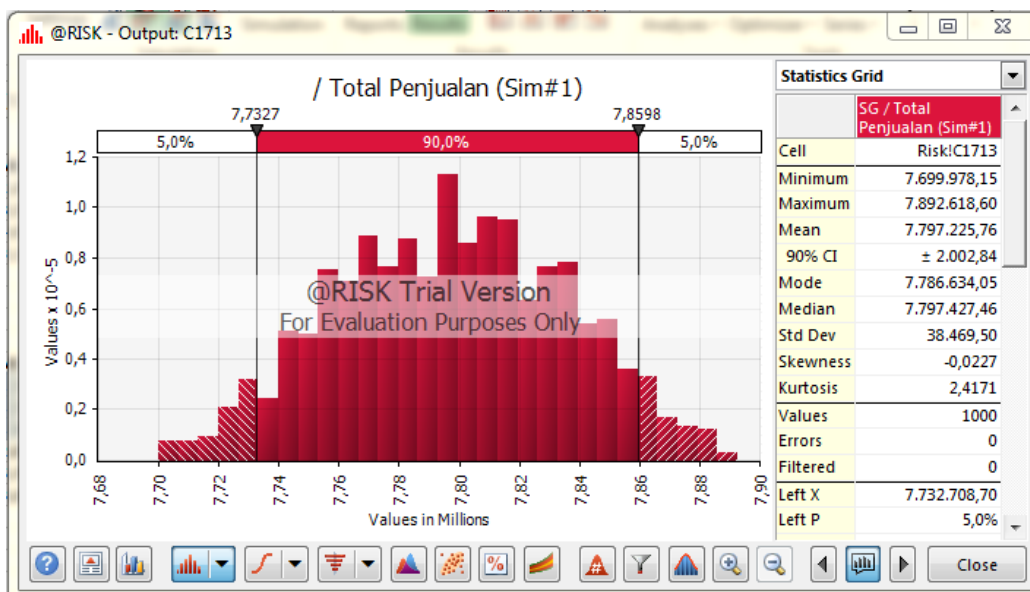 @RISK - Output: C1713
/ Total Penjualan (Sim#1)
7,7327
7,8598
5,0%
90,0%
5,0%
1,2
1,0
0,8
0,6
0,4
0,2
0,0
Values x 10^-5
@RISK Trial Version
For Evaluation Purposes Only
7,68
7,70
7,72
7,74
7,76
7,78
7,80
7,82
7,84
7,86
7,88
7,90
Values in Millions
Statistics Grid
SG / Total
Penjualan (Sim#1)
Cell Risk!C1713
Minimum 7.699.978,15
Maximum 7.892.618,60
Mean 7.797.225,76
90% CI ± 2.002,84
Mode 7.786.634,05
Median 7.797.427,46
Std Dev 38.469,50
Skewness -0,0227
Kurtosis 2,4171
Values 1000
Errors 0
Filtered 0
Left X 7.732.708,70
Left P 5,0%
Close